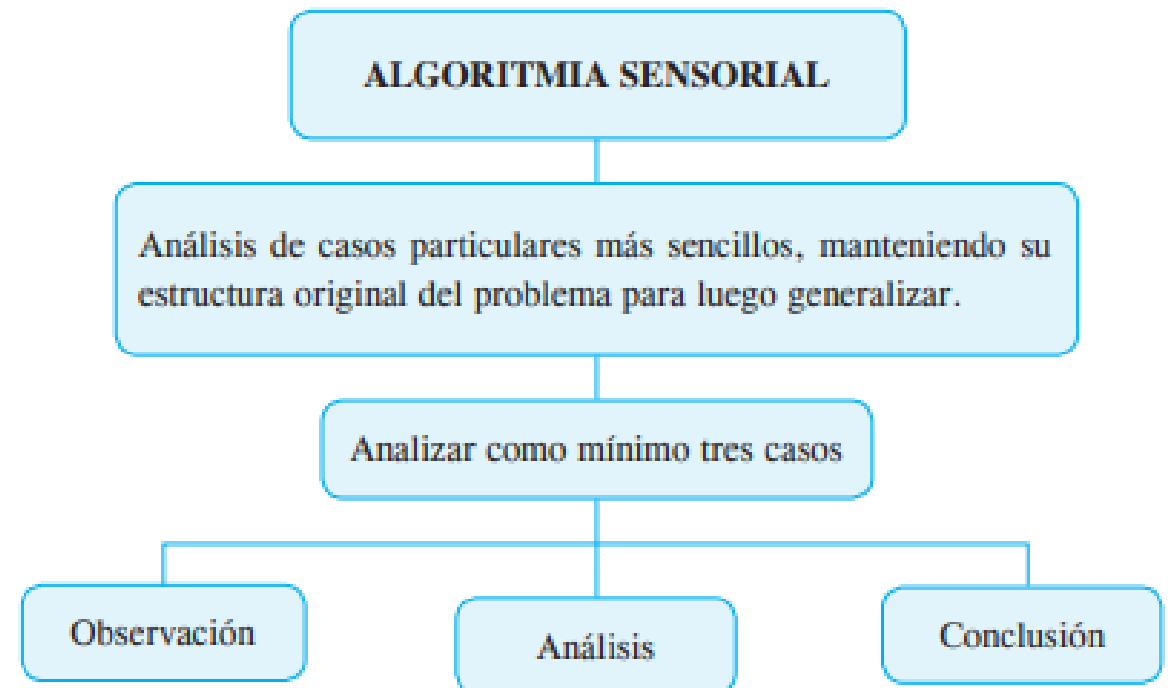 ALGORITMIA SENSORIAL
Análisis de casos particulares más sencillos, manteniendo su
estructura original del problema para luego generalizar.
Analizar como mínimo tres casos
Observación
Análisis
Conclusión